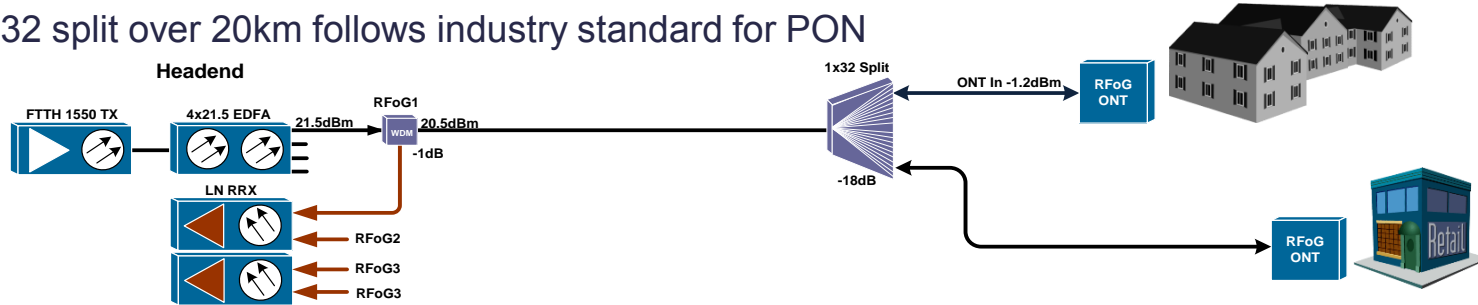 32 split over 20km follows industry standard for PON
Headend
1x32 Split
FTTH 1550 TX
4x21.5 EDFA
21.5dBm
RFoG1
WDM
20.5dBm
-1dB
ONT In -1.2dBm
RFoG
ONT
-18dB
LN RRX
RFoG2
RFoG3
RFoG3
RFoG
ONT
Retail